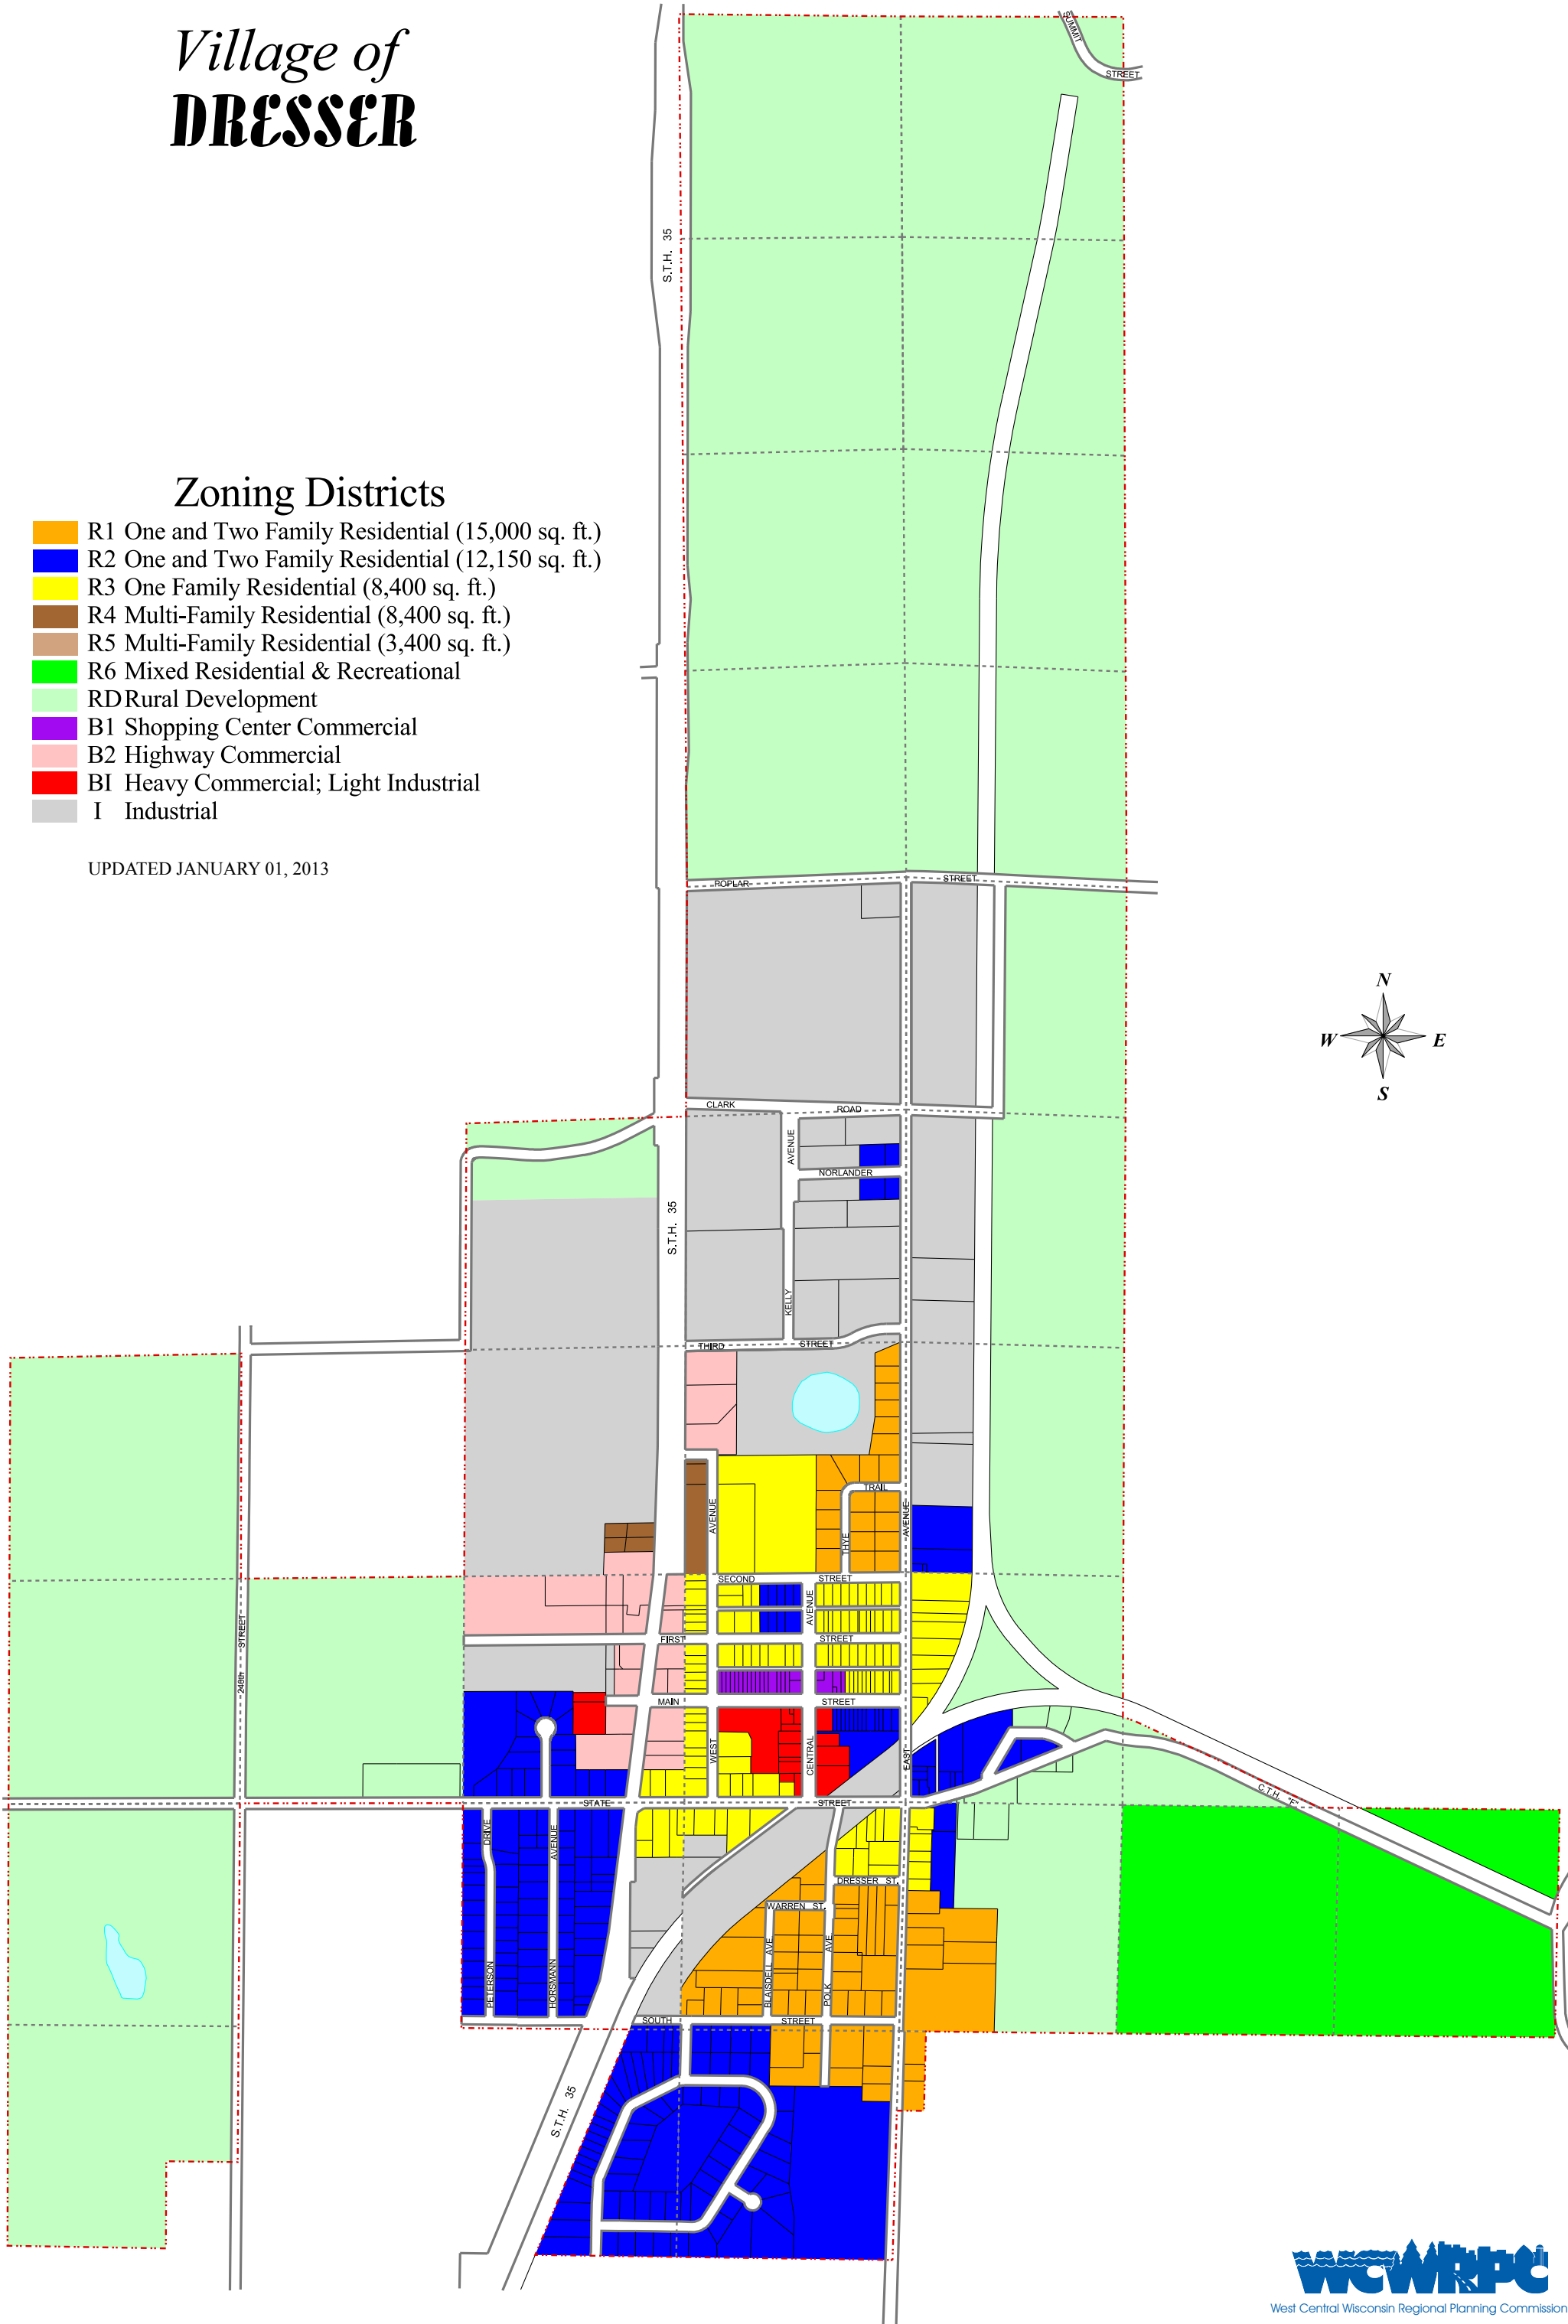 Village of
DRESSER
SUMMIT
STREET
S.T.H. 35
Zoning Districts
R1 One and Two Family Residential (15,000 sq. ft.)
R2 One and Two Family Residential (12,150 sq. ft.)
R3 One Family Residential (8,400 sq. ft.)
R4 Multi-Family Residential (8,400 sq. ft.)
R5 Multi-Family Residential (3,400 sq. ft.)
R6 Mixed Residential & Recreational
RD Rural Development
B1 Shopping Center Commercial
B2 Highway Commercial
BI Heavy Commercial; Light Industrial
I Industrial
UPDATED JANUARY 01, 2013
POPLAR STREET
N
W E
S
CLARK ROAD
AVENUE
NORLANDER
S.T.H. 35
KELLY
THIRD STREET
TRAIL
AVENUE
AVENUE
THYE
SECOND STREET
AVENUE
FIRST STREET
240th STREET
MAIN STREET
WEST
CENTRAL
EAST
C.T.H. "F"
STATE STREET
DRIVE
AVENUE
DRESSER ST.
WARREN ST.
BLAISDELL AVE
POLK AVE
PETERSON
HORSMANN
SOUTH STREET
S.T.H. 35
WCWRPC
West Central Wisconsin Regional Planning Commission